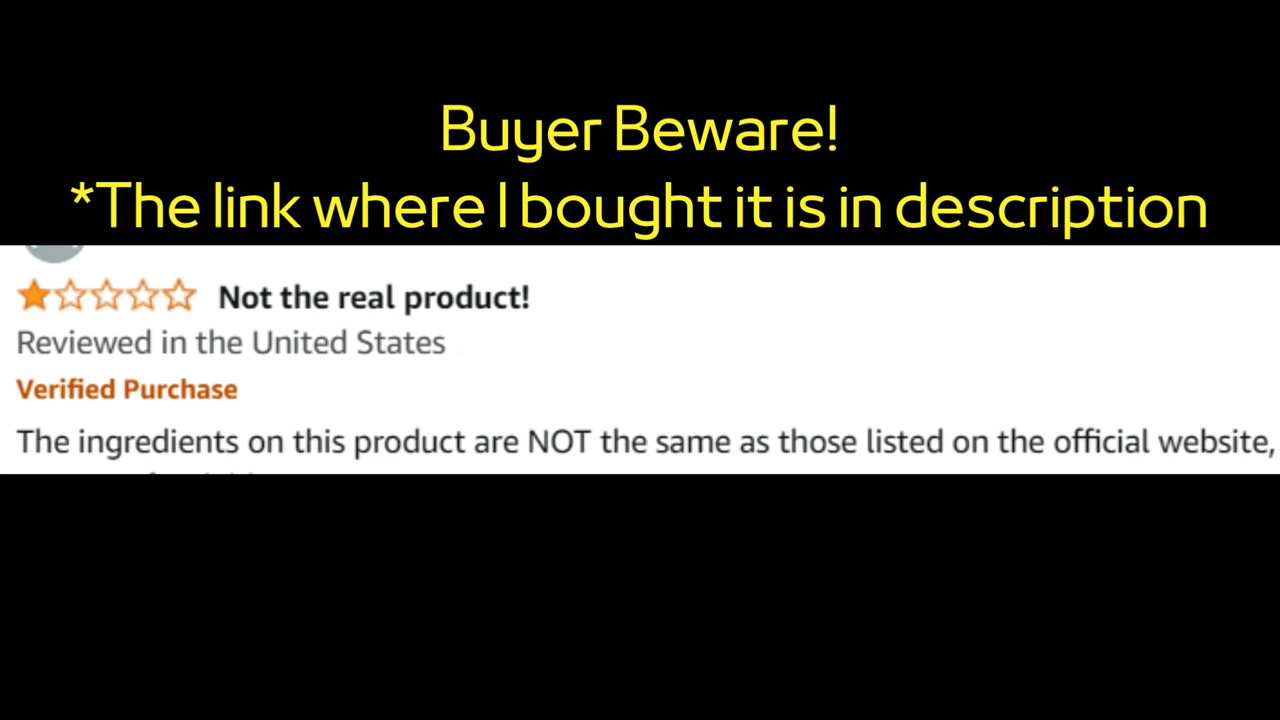 Buyer Beware!
*The link where I bought it is in description
Not the real product!
Reviewed in the United States
Verified Purchase
The ingredients on this product are NOT the same as those listed on the official website,